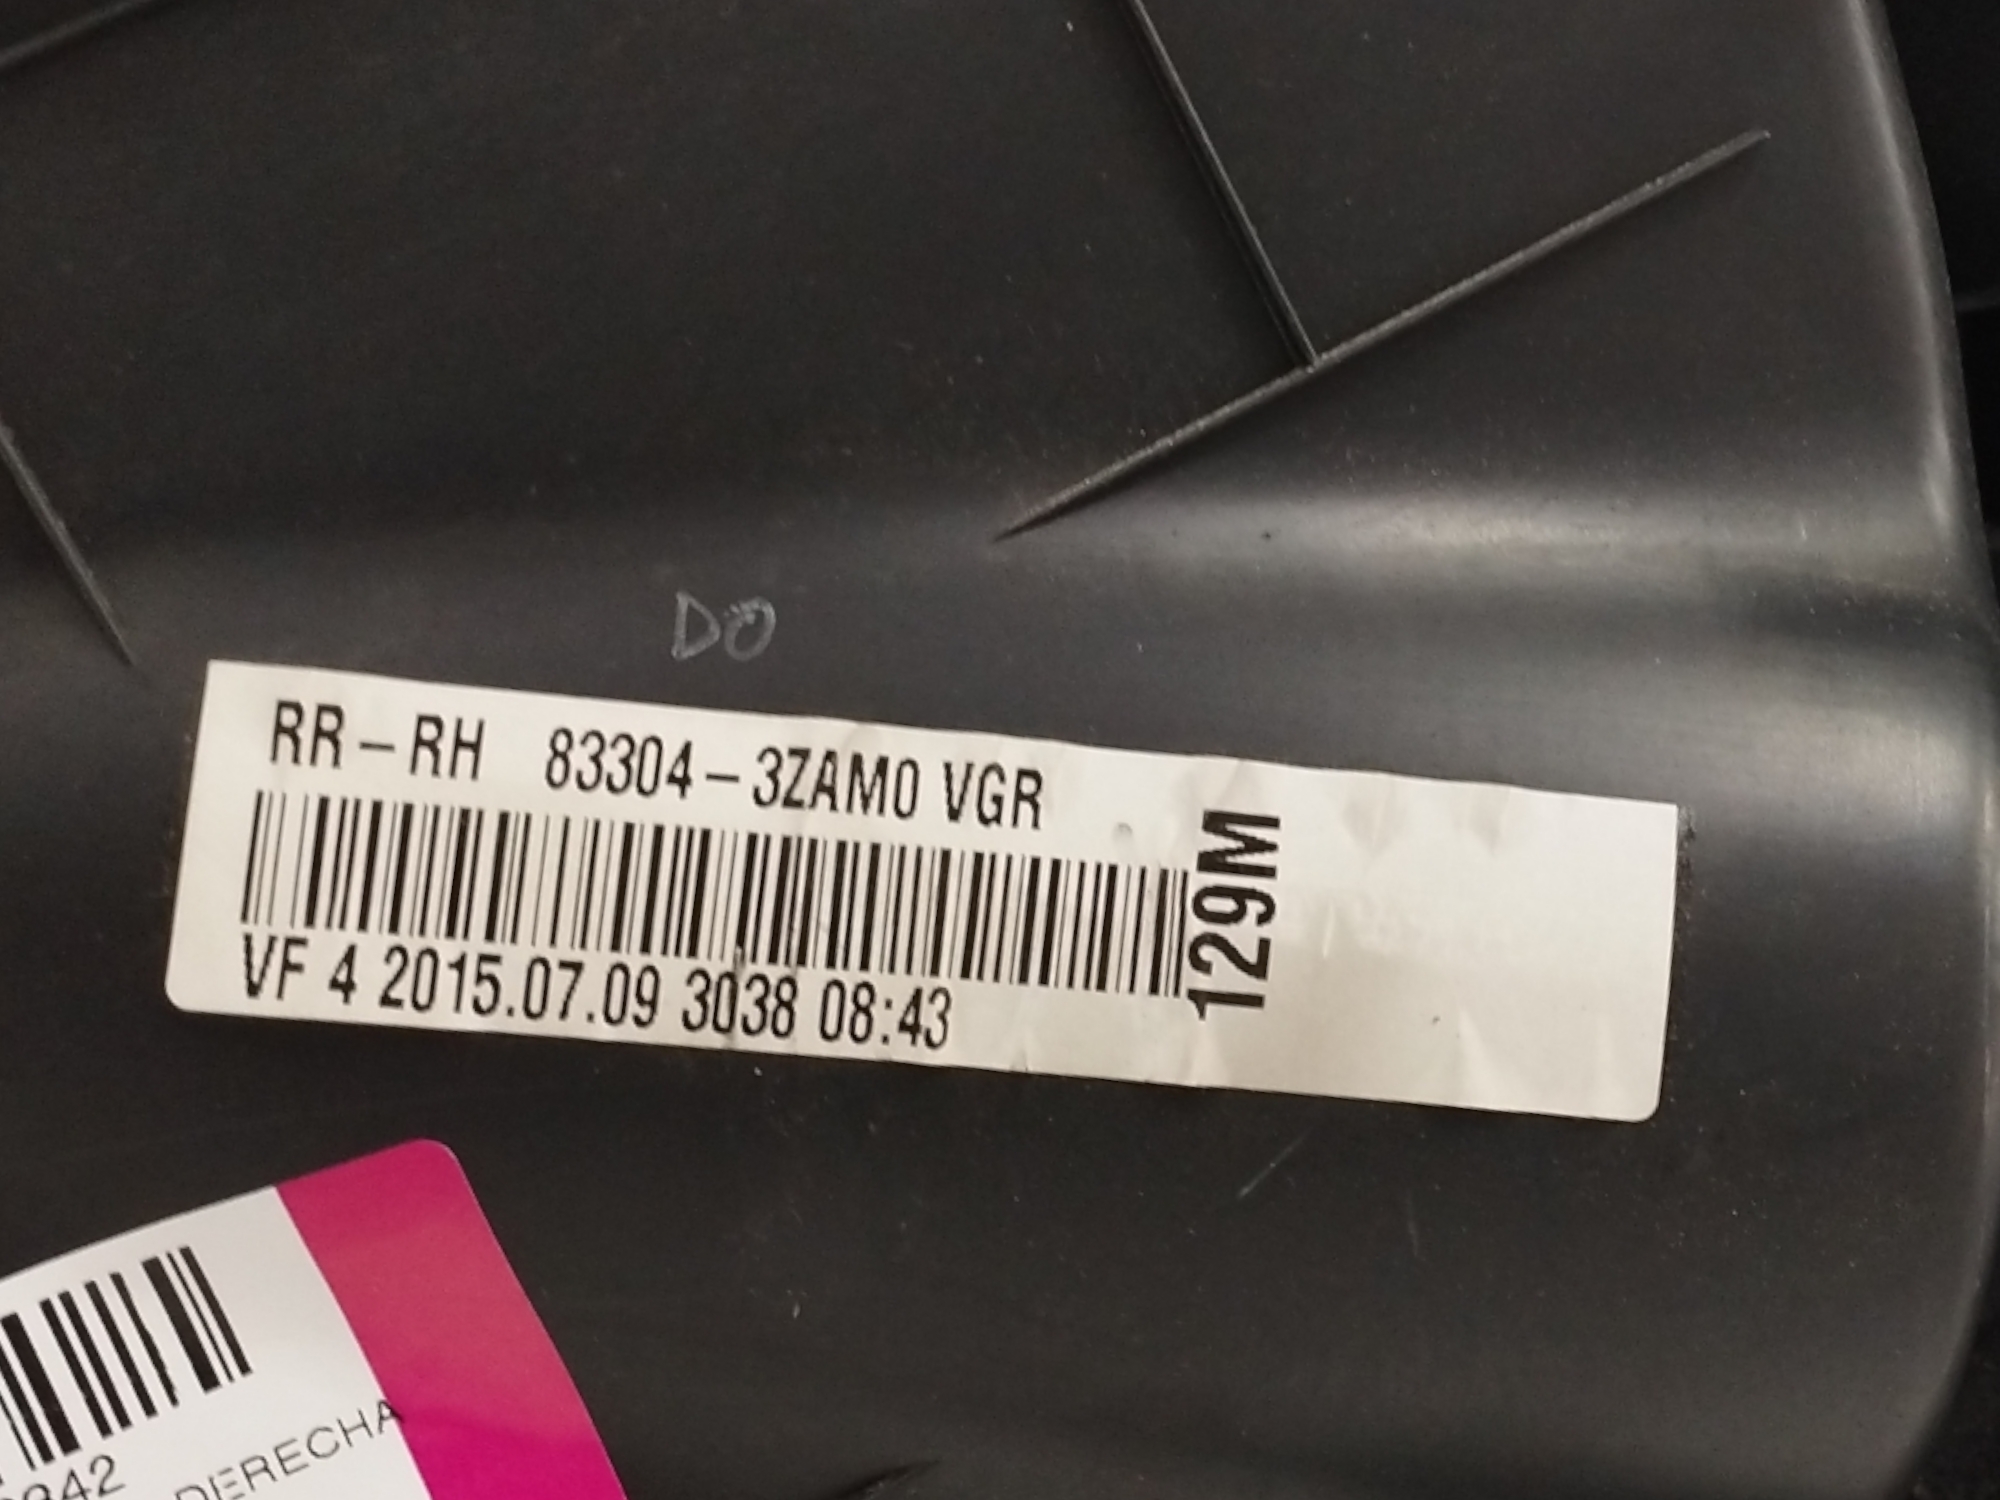 DO
RR-RH 83304-3ZAM0 VGR
129M
VF 4 2015.07.09 3038 08:43
DERECHA